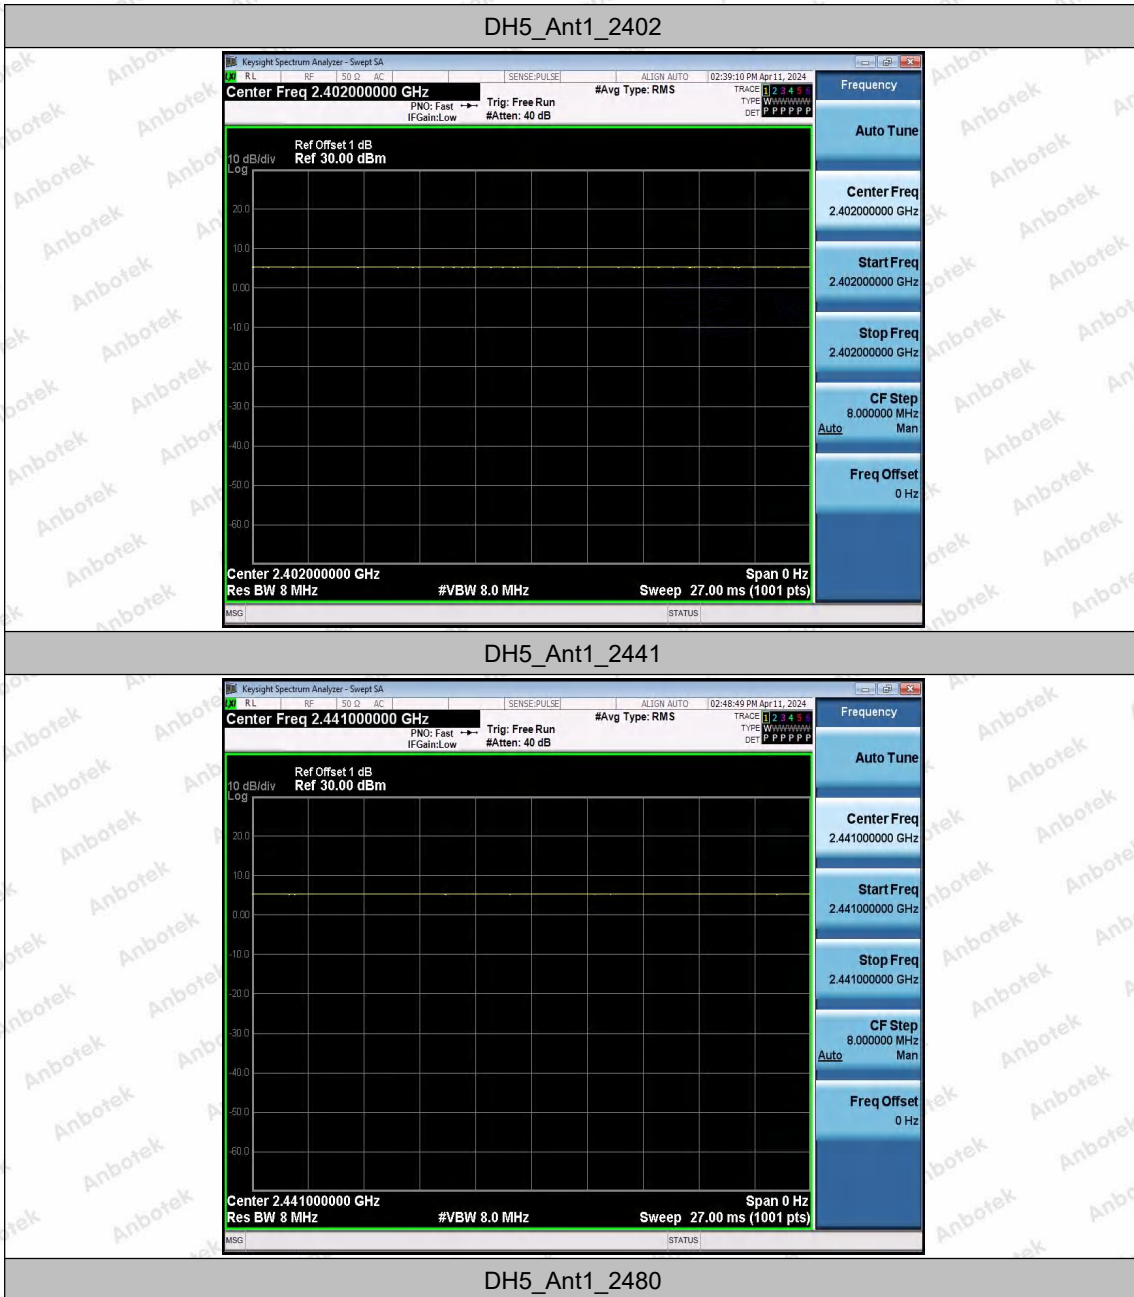 DH5_Ant1_2402
Keysight Spectrum Analyzer - Swept SA
LXI RL RF 50 Ω AC SENSE:PULSE ALIGN AUTO 02:39:10 PM Apr 11, 2024
Center Freq 2.402000000 GHz
#Avg Type: RMS
TRACE 1 2 3 4 5 6
PNO: Fast Trig: Free Run
TYPE W W W W W W
IFGain:Low #Atten: 40 dB
DET P P P P P P
Ref Offset 1 dB
10 dB/div Ref 30.00 dBm
Log
20.0
10.0
0.00
-10.0
-20.0
-30.0
-40.0
-50.0
-60.0
Center 2.402000000 GHz Span 0 Hz
Res BW 8 MHz #VBW 8.0 MHz Sweep 27.00 ms (1001 pts)
MSG STATUS
Frequency
Auto Tune
Center Freq
2.402000000 GHz
Start Freq
2.402000000 GHz
Stop Freq
2.402000000 GHz
CF Step
8.000000 MHz
Auto Man
Freq Offset
0 Hz
DH5_Ant1_2441
Keysight Spectrum Analyzer - Swept SA
LXI RL RF 50 Ω AC SENSE:PULSE ALIGN AUTO 02:48:49 PM Apr 11, 2024
Center Freq 2.441000000 GHz
#Avg Type: RMS
TRACE 1 2 3 4 5 6
PNO: Fast Trig: Free Run
TYPE W W W W W W
IFGain:Low #Atten: 40 dB
DET P P P P P P
Ref Offset 1 dB
10 dB/div Ref 30.00 dBm
Log
20.0
10.0
0.00
-10.0
-20.0
-30.0
-40.0
-50.0
-60.0
Center 2.441000000 GHz Span 0 Hz
Res BW 8 MHz #VBW 8.0 MHz Sweep 27.00 ms (1001 pts)
MSG STATUS
Frequency
Auto Tune
Center Freq
2.441000000 GHz
Start Freq
2.441000000 GHz
Stop Freq
2.441000000 GHz
CF Step
8.000000 MHz
Auto Man
Freq Offset
0 Hz
DH5_Ant1_2480
Anbotek